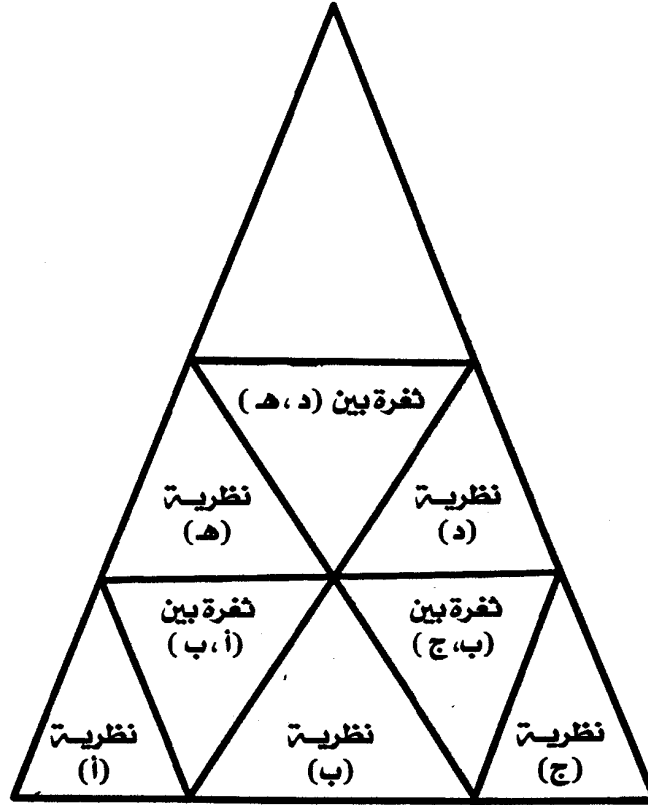 ثغرة بين (د، هـ)
نظرية
(د)
نظرية
(هـ)
ثغرة بين
(ب، ج)
ثغرة بين
(أ، ب)
نظرية
(ج)
نظرية
(ب)
نظرية
(أ)